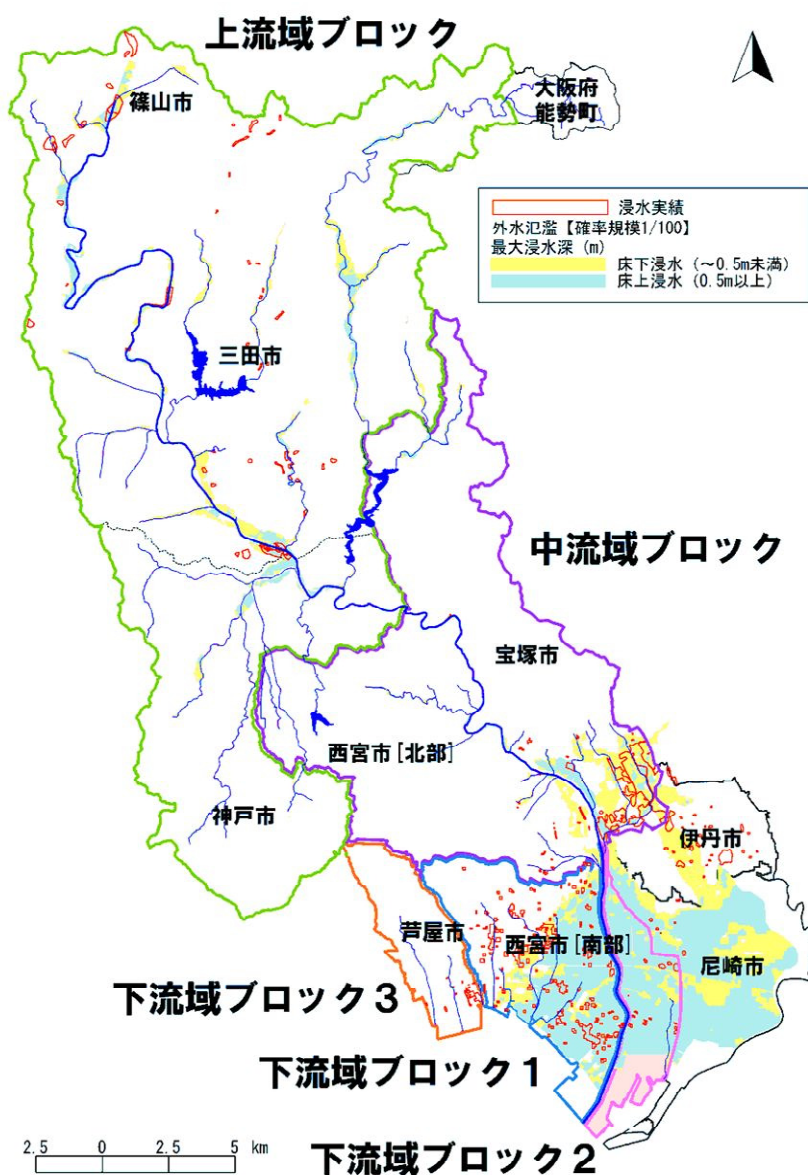 上流域ブロック
篠山市
大阪府
能勢町
浸水実績
外水氾濫【確率規模1/100】
最大浸水深 (m)
床下浸水 (～0.5m未満)
床上浸水 (0.5m以上)
三田市
中流域ブロック
宝塚市
西宮市[北部]
神戸市
伊丹市
芦屋市
西宮市[南部]
尼崎市
下流域ブロック3
下流域ブロック1
下流域ブロック2
2.5 0 2.5 5 km